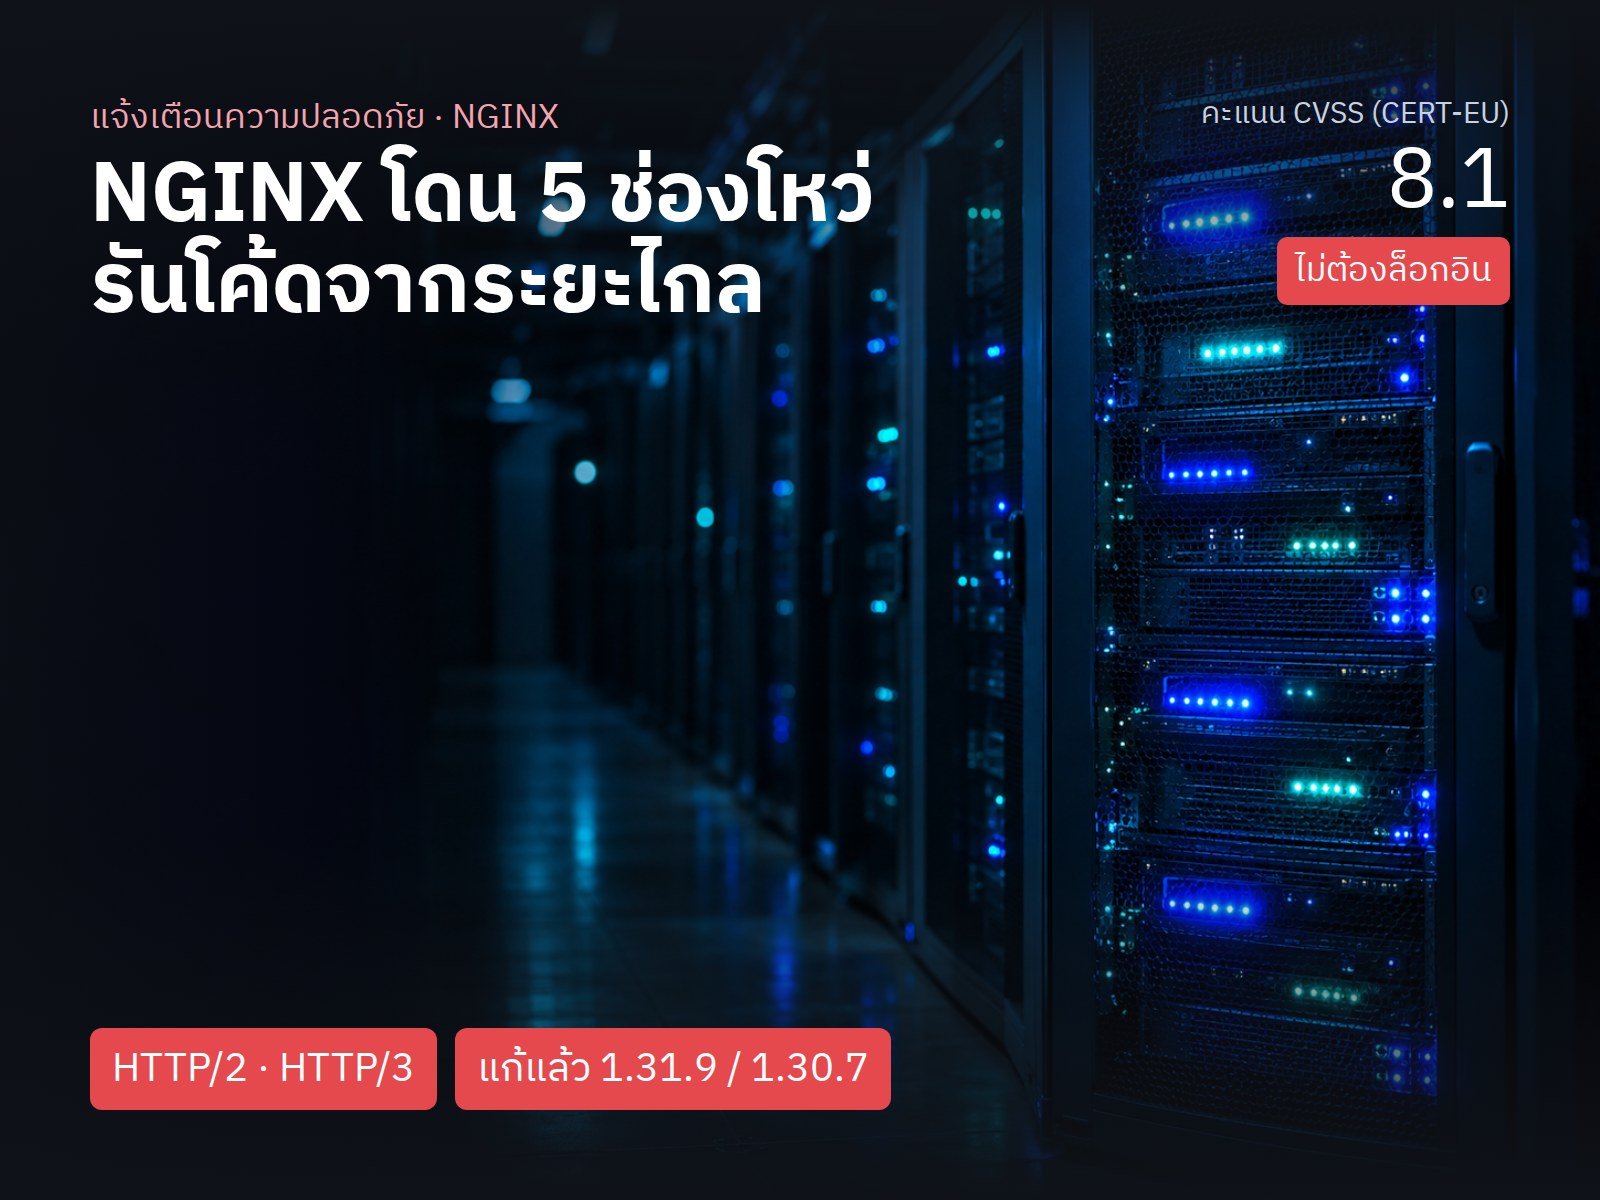 แจ้งเตือนความปลอดภัย · NGINX
NGINX โดน 5 ช่องโหว่
รันโค้ดจากระยะไกล
คะแนน CVSS (CERT-EU)
8.1
ไม่ต้องล็อกอิน
HTTP/2 · HTTP/3
แก้แล้ว 1.31.9 / 1.30.7